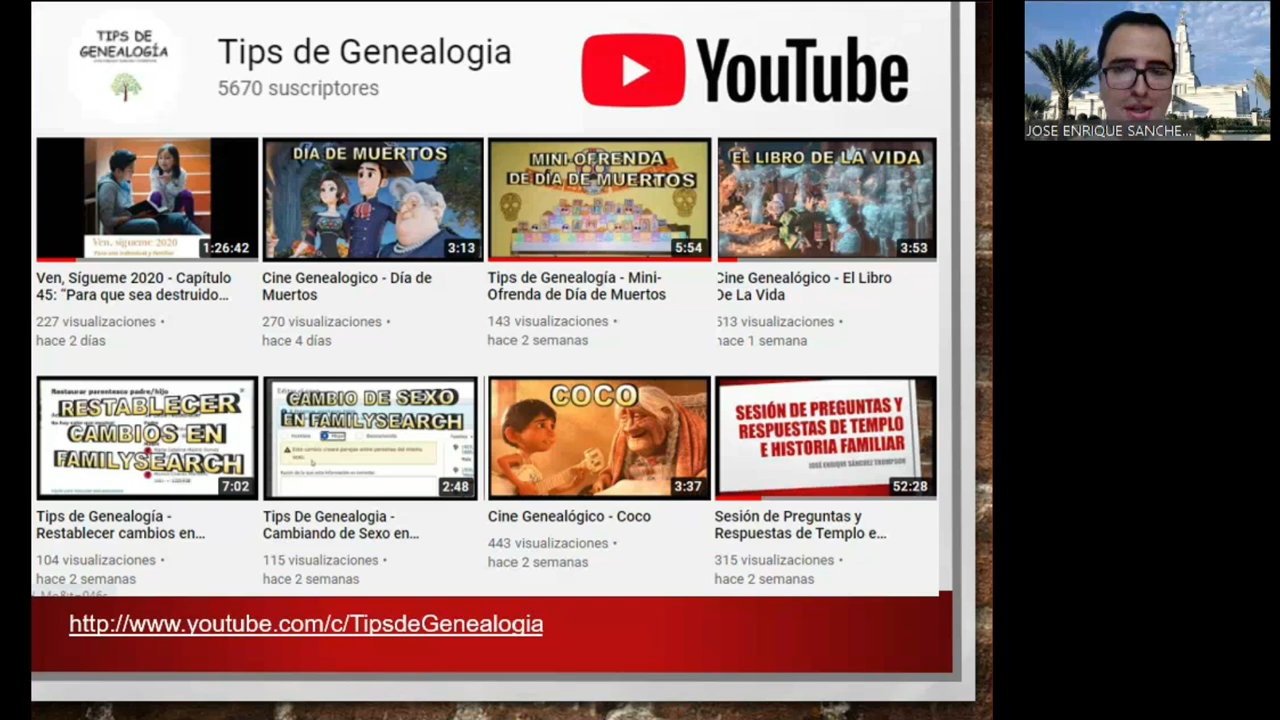 TIPS DE
GENEALOGÍA
Tips de Genealogia
5670 suscriptores
YouTube
JOSE ENRIQUE SANCHE...
Ven, sígueme 2020
1:26:42
DÍA DE MUERTOS
3:13
MINI-OFRENDA
DE DÍA DE MUERTOS
5:54
EL LIBRO DE LA VIDA
3:53
Ven, Sígueme 2020 - Capítulo
45: “Para que sea destruido...
227 visualizaciones •
hace 2 días
Cine Genealogico - Día de
Muertos
270 visualizaciones •
hace 4 días
Tips de Genealogía - Mini-
Ofrenda de Día de Muertos
143 visualizaciones •
hace 2 semanas
Cine Genealógico - El Libro
De La Vida
513 visualizaciones •
hace 1 semana
Restaurar parentesco padre/hijo
RESTABLECER
CAMBIOS EN
FAMILYSEARCH
7:02
CAMBIO DE SEXO
EN FAMILYSEARCH
2:48
COCO
3:37
SESIÓN DE PREGUNTAS Y
RESPUESTAS DE TEMPLO
E HISTORIA FAMILIAR
JOSÉ ENRIQUE SÁNCHEZ THOMPSON
52:28
Tips de Genealogía -
Restablecer cambios en...
104 visualizaciones •
hace 2 semanas
Tips De Genealogia -
Cambiando de Sexo en...
115 visualizaciones •
hace 2 semanas
Cine Genealógico - Coco
443 visualizaciones •
hace 2 semanas
Sesión de Preguntas y
Respuestas de Templo e...
315 visualizaciones •
hace 2 semanas
http://www.youtube.com/c/TipsdeGenealogia